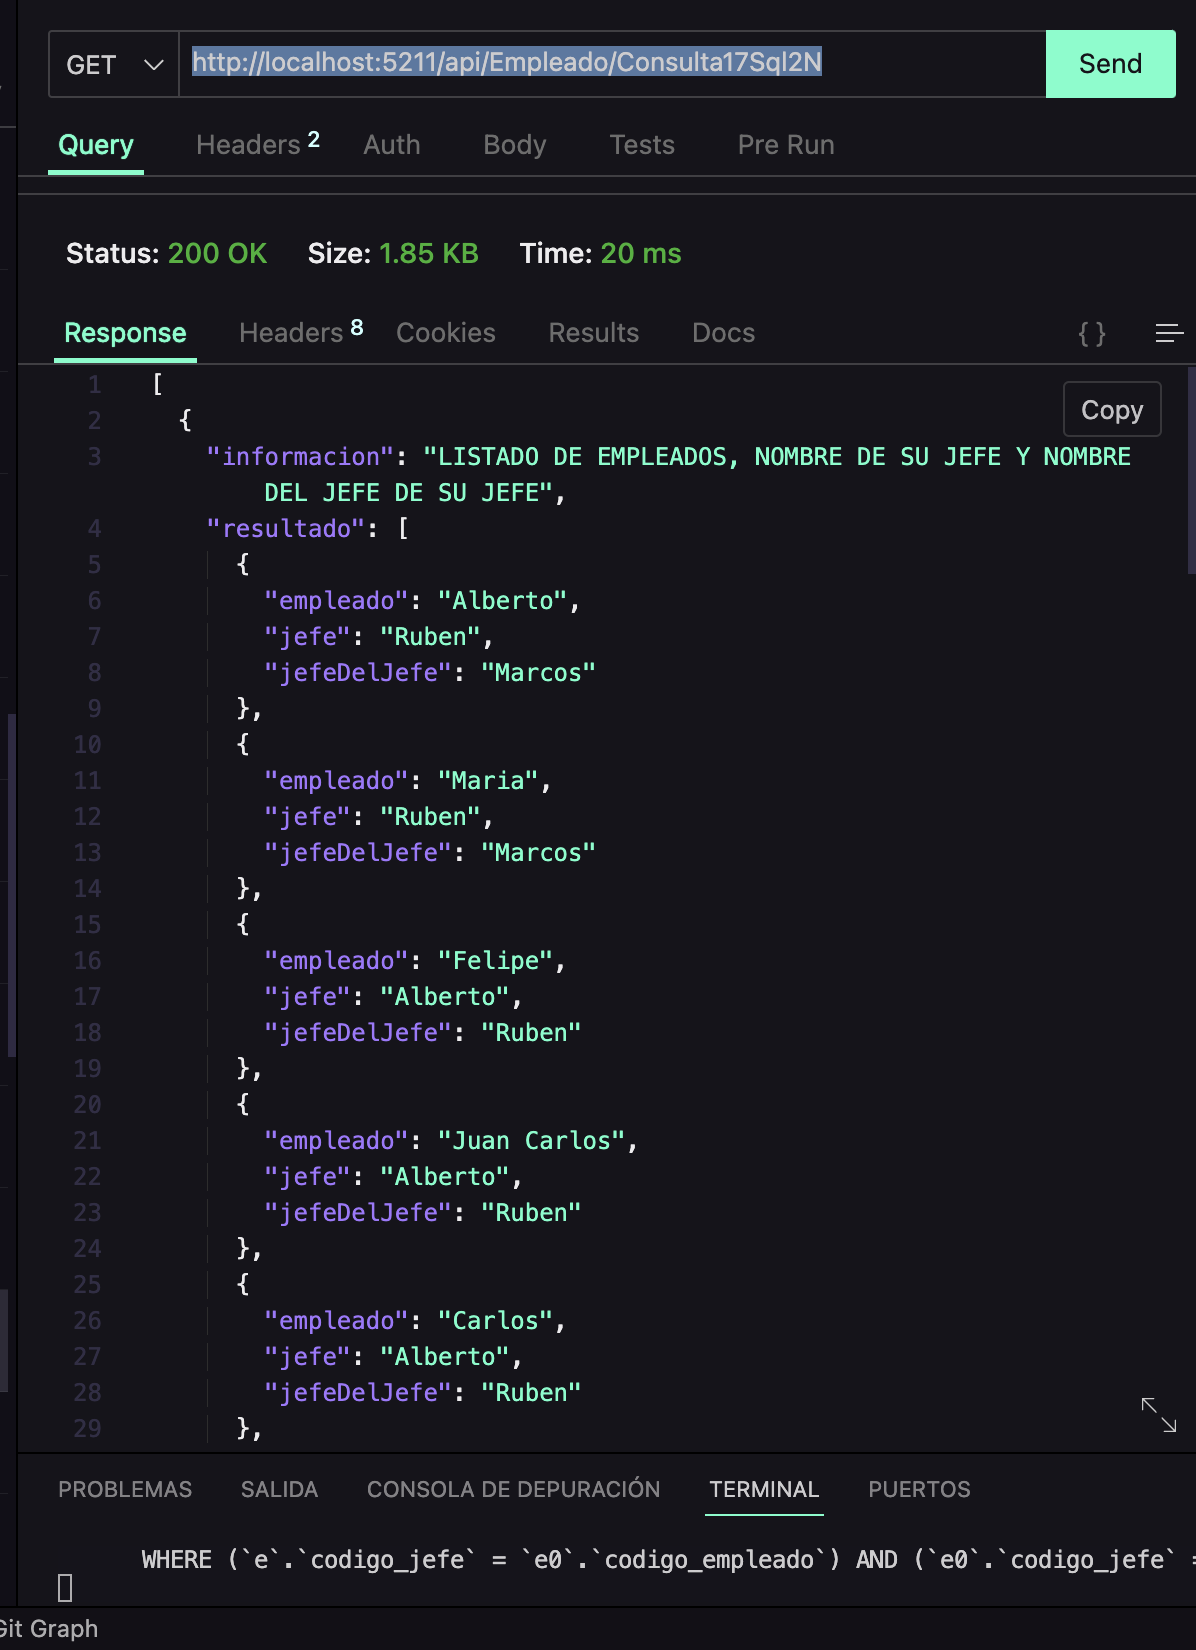 GET http://localhost:5211/api/Empleado/Consulta17Sql2N Send
Query Headers 2 Auth Body Tests Pre Run
Status: 200 OK Size: 1.85 KB Time: 20 ms
Response Headers 8 Cookies Results Docs { }
Copy
1 [
2 {
3 "informacion": "LISTADO DE EMPLEADOS, NOMBRE DE SU JEFE Y NOMBRE
DEL JEFE DE SU JEFE",
4 "resultado": [
5 {
6 "empleado": "Alberto",
7 "jefe": "Ruben",
8 "jefeDelJefe": "Marcos"
9 },
10 {
11 "empleado": "Maria",
12 "jefe": "Ruben",
13 "jefeDelJefe": "Marcos"
14 },
15 {
16 "empleado": "Felipe",
17 "jefe": "Alberto",
18 "jefeDelJefe": "Ruben"
19 },
20 {
21 "empleado": "Juan Carlos",
22 "jefe": "Alberto",
23 "jefeDelJefe": "Ruben"
24 },
25 {
26 "empleado": "Carlos",
27 "jefe": "Alberto",
28 "jefeDelJefe": "Ruben"
29 },
PROBLEMAS SALIDA CONSOLA DE DEPURACIÓN TERMINAL PUERTOS
WHERE (`e`.`codigo_jefe` = `e0`.`codigo_empleado`) AND (`e0`.`codigo_jefe` =
Git Graph